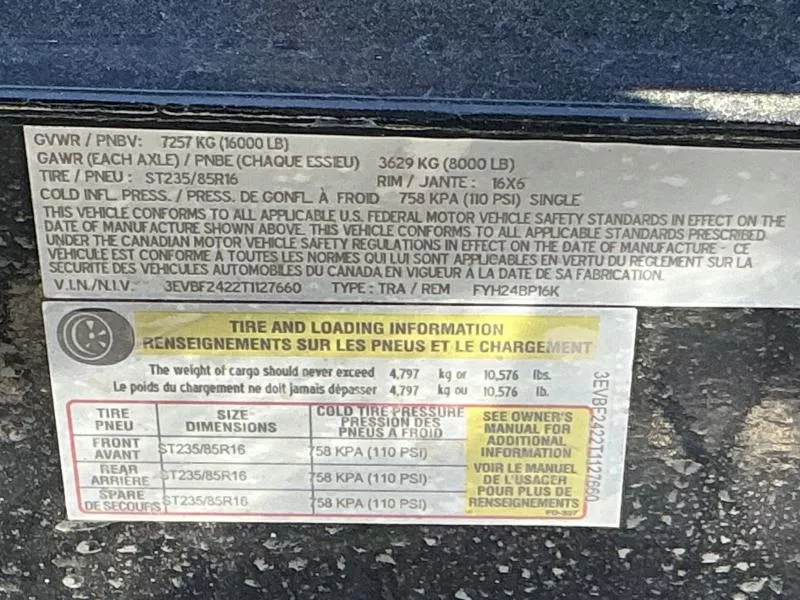 GVWR / PNBV: 7257 KG (16000 LB)
GAWR (EACH AXLE) / PNBE (CHAQUE ESSIEU) 3629 KG (8000 LB)
TIRE / PNEU : ST235/85R16 RIM / JANTE : 16X6
COLD INFL. PRESS. / PRESS. DE GONFL. À FROID 758 KPA (110 PSI) SINGLE
THIS VEHICLE CONFORMS TO ALL APPLICABLE U.S. FEDERAL MOTOR VEHICLE SAFETY STANDARDS IN EFFECT ON THE
DATE OF MANUFACTURE SHOWN ABOVE. THIS VEHICLE CONFORMS TO ALL APPLICABLE STANDARDS PRESCRIBED
UNDER THE CANADIAN MOTOR VEHICLE SAFETY REGULATIONS IN EFFECT ON THE DATE OF MANUFACTURE - CE
VÉHICULE EST CONFORME À TOUTES LES NORMES QUI LUI SONT APPLICABLES EN VERTU DU RÈGLEMENT SUR LA
SÉCURITÉ DES VÉHICULES AUTOMOBILES DU CANADA EN VIGUEUR À LA DATE DE SA FABRICATION.
V.I.N./N.I.V. 3EVBF2422T1127660 TYPE : TRA / REM FYH24BP16K
TIRE AND LOADING INFORMATION
RENSEIGNEMENTS SUR LES PNEUS ET LE CHARGEMENT
The weight of cargo should never exceed 4,797 kg or 10,576 lbs.
Le poids du chargement ne doit jamais dépasser 4,797 kg ou 10,576 lb.
TIRE PNEU SIZE DIMENSIONS COLD TIRE PRESSURE PRESSION DES PNEUS A FROID
FRONT AVANT ST235/85R16 758 KPA (110 PSI)
REAR ARRIÈRE ST235/85R16 758 KPA (110 PSI)
SPARE DE SECOURS ST235/85R16 758 KPA (110 PSI)
SEE OWNER'S
MANUAL FOR
ADDITIONAL
INFORMATION
VOIR LE MANUEL
DE L'USAGER
POUR PLUS DE
RENSEIGNEMENTS
3EVBF2422T1127660